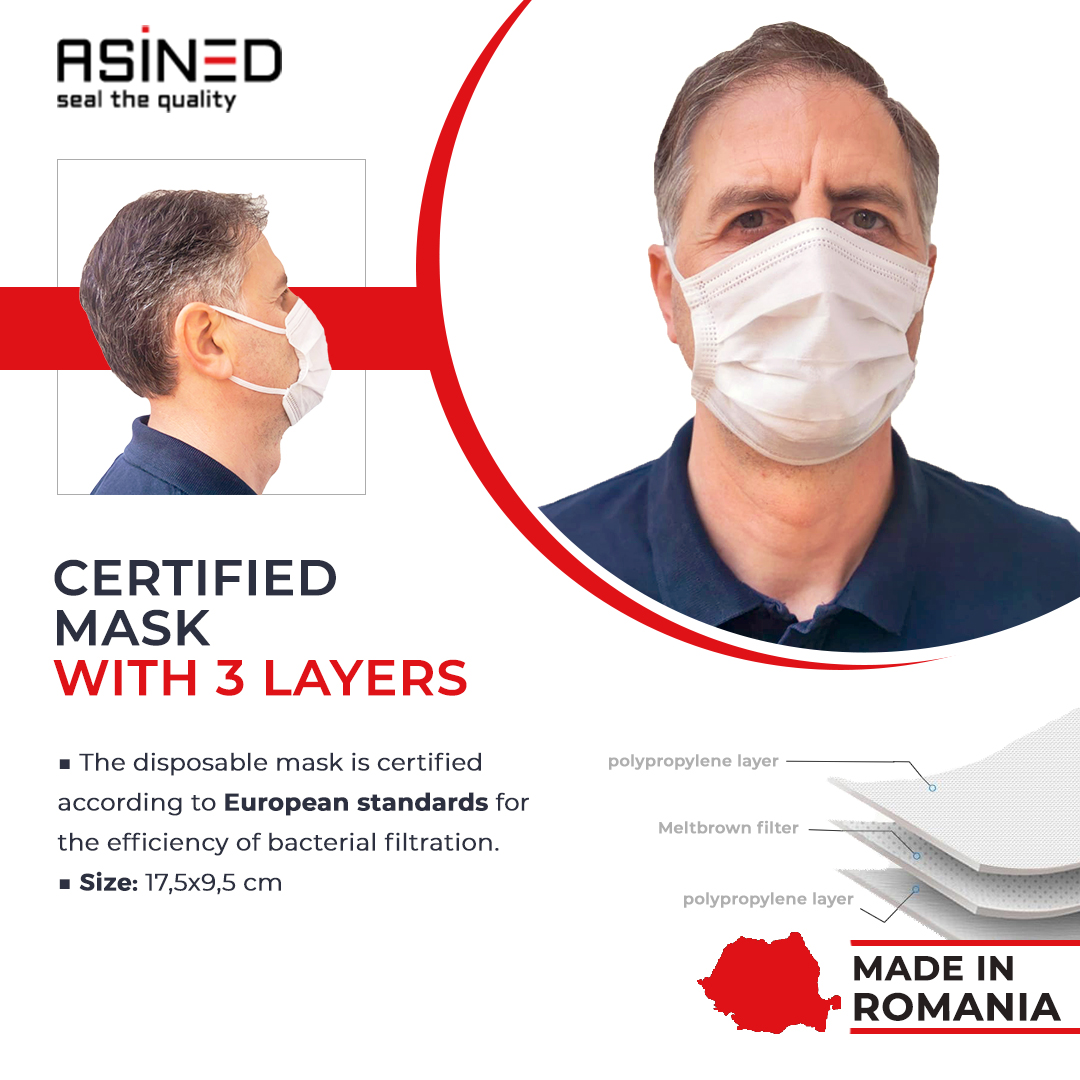 ASiNED
seal the quality
CERTIFIED
MASK
WITH 3 LAYERS
▪ The disposable mask is certified
according to European standards for
the efficiency of bacterial filtration.
▪ Size: 17,5x9,5 cm
polypropylene layer
Meltbrown filter
polypropylene layer
MADE IN
ROMANIA